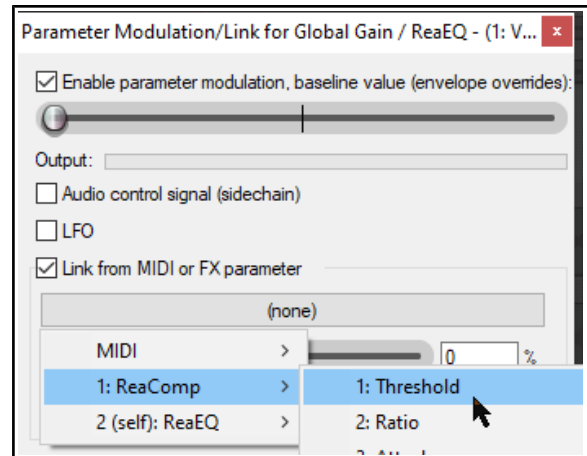 Parameter Modulation/Link for Global Gain / ReaEQ - (1: V... x
Enable parameter modulation, baseline value (envelope overrides):
Output:
Audio control signal (sidechain)
LFO
Link from MIDI or FX parameter
(none)
MIDI >
0 %
1: ReaComp >
1: Threshold
2 (self): ReaEQ >
2: Ratio